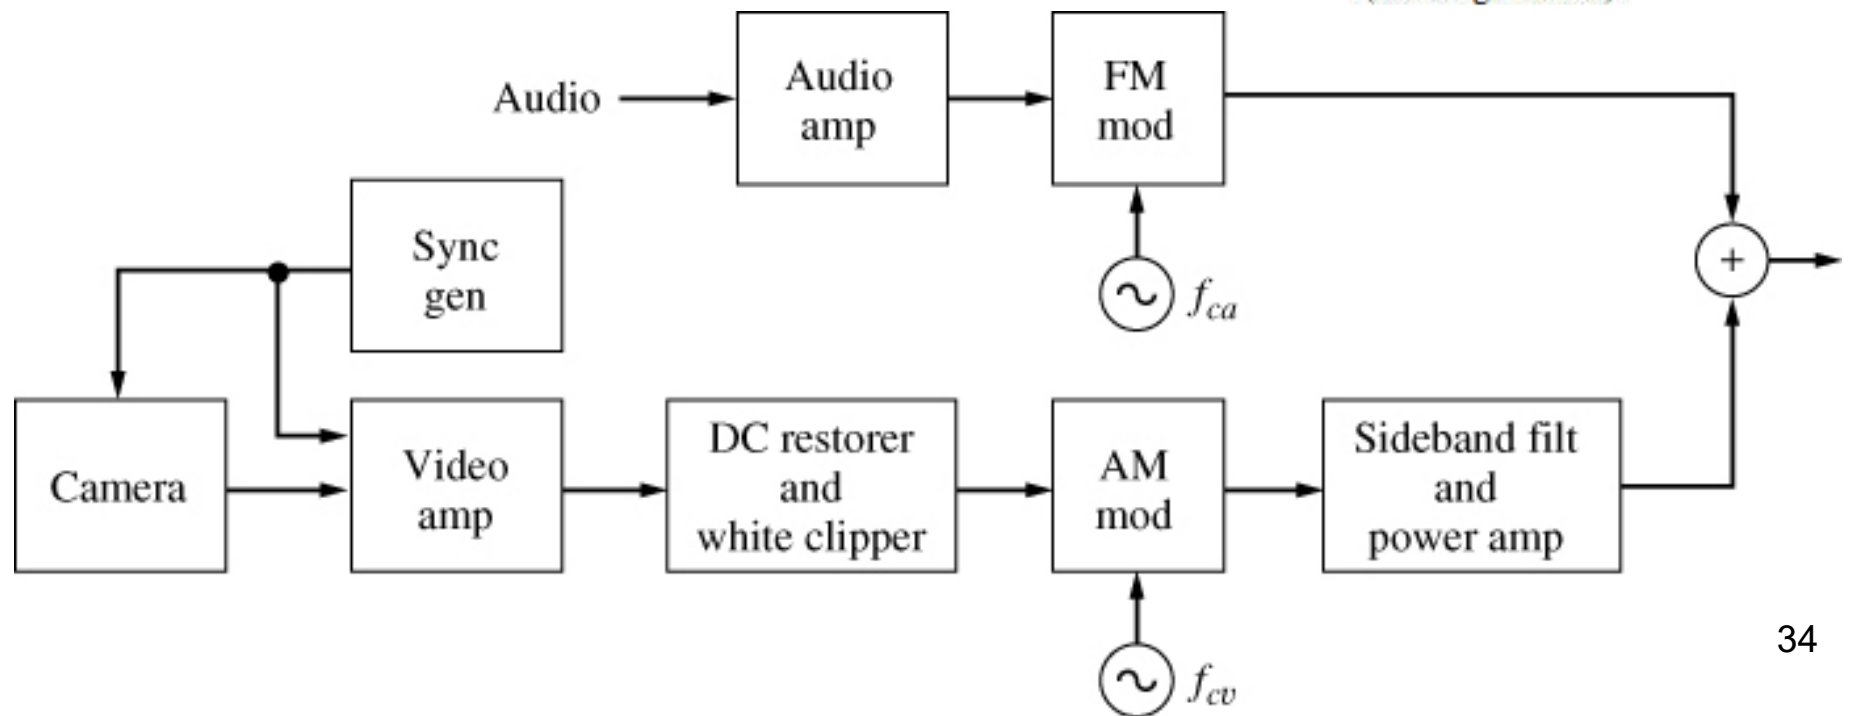 Audio
Audio
amp
FM
mod
Sync
gen
+
fca
Camera
Video
amp
DC restorer
and
white clipper
AM
mod
Sideband filt
and
power amp
34
fcv